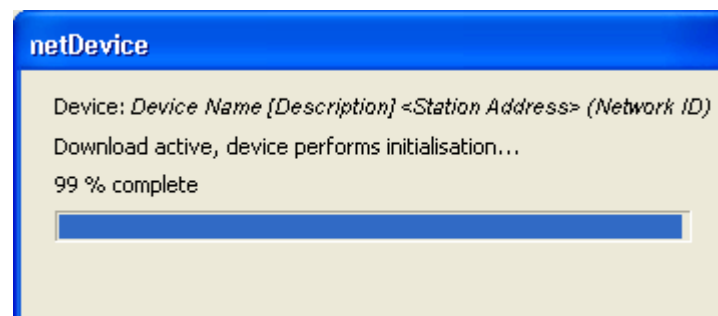 netDevice
Device: Device Name [Description] <Station Address> (Network ID)
Download active, device performs initialisation...
99 % complete